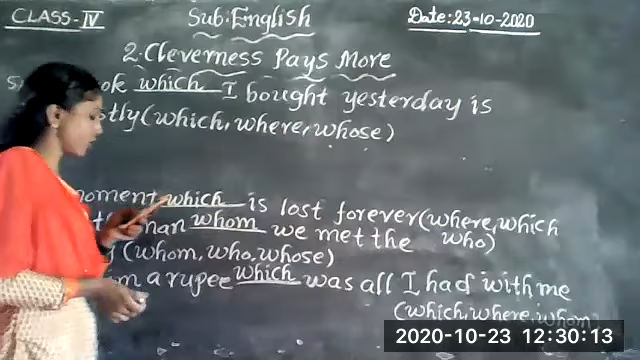 CLASS-IV Sub:English Date:23-10-2020
2.Cleverness Pays More
ok which I bought yesterday is
stly(which,where,whose)
moment which is lost forever(where,which
man whom we met the who)
(whom,who,whose)
m a rupee which was all I had with me
(which,where,whom)
2020-10-23 12:30:13